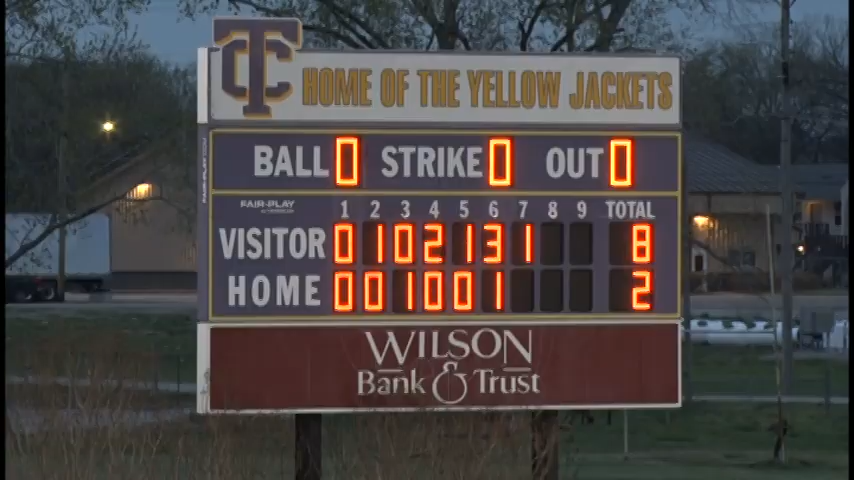 TC HOME OF THE YELLOW JACKETS
BALL 0 STRIKE 0 OUT 0
FAIR-PLAY 1 2 3 4 5 6 7 8 9 TOTAL
VISITOR 0 1 0 2 1 3 1 8
HOME 0 0 1 0 0 1 2
WILSON
Bank & Trust